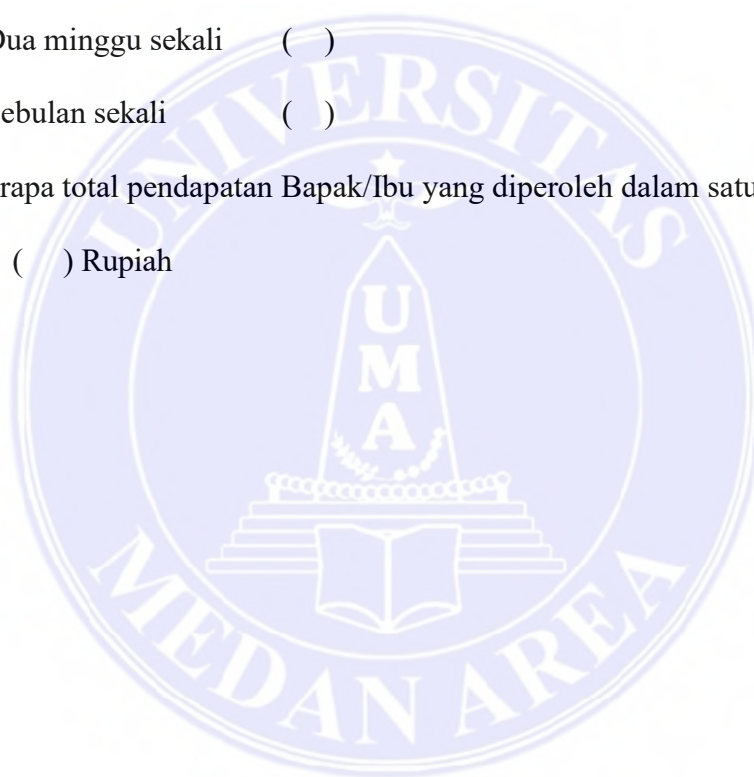 Dua minggu sekali ( )
ebulan sekali ( )
rapa total pendapatan Bapak/Ibu yang diperoleh dalam satu
( ) Rupiah
UNIVERSITAS
UMA
MEDAN AREA